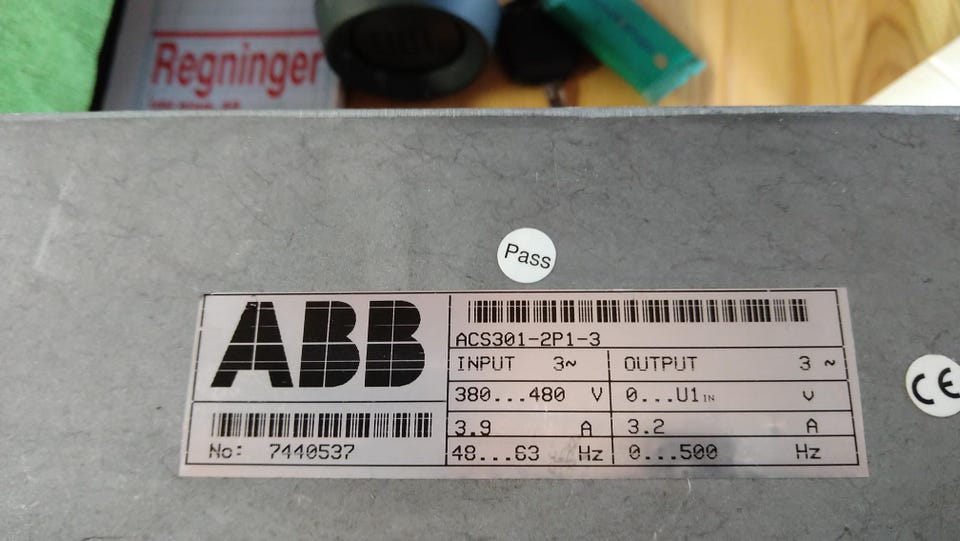 Regninger
Pass
ABB
ACS301-2P1-3
INPUT 3~ OUTPUT 3 ~
380...480 V 0...U1IN V
3.9 A 3.2 A
48...63 Hz 0...500 Hz
No: 7440537
CE